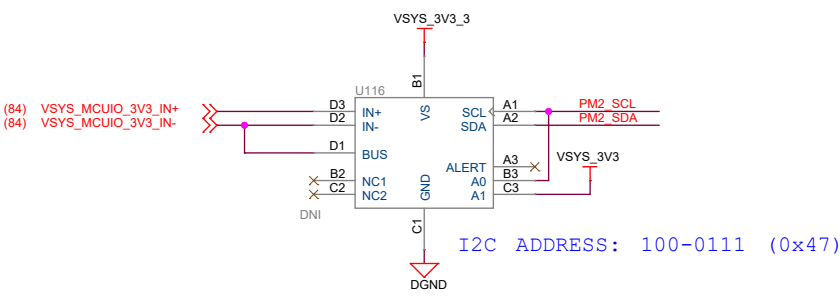 VSYS_3V3_3
B1
U116
(84) VSYS_MCUIO_3V3_IN+ D3 IN+ VS SCL A1 PM2_SCL
(84) VSYS_MCUIO_3V3_IN- D2 IN- SDA A2 PM2_SDA
D1 BUS
ALERT A3 VSYS_3V3
B2 NC1 GND A0 B3
C2 NC2 A1 C3
DNI
C1
I2C ADDRESS: 100-0111 (0x47)
DGND